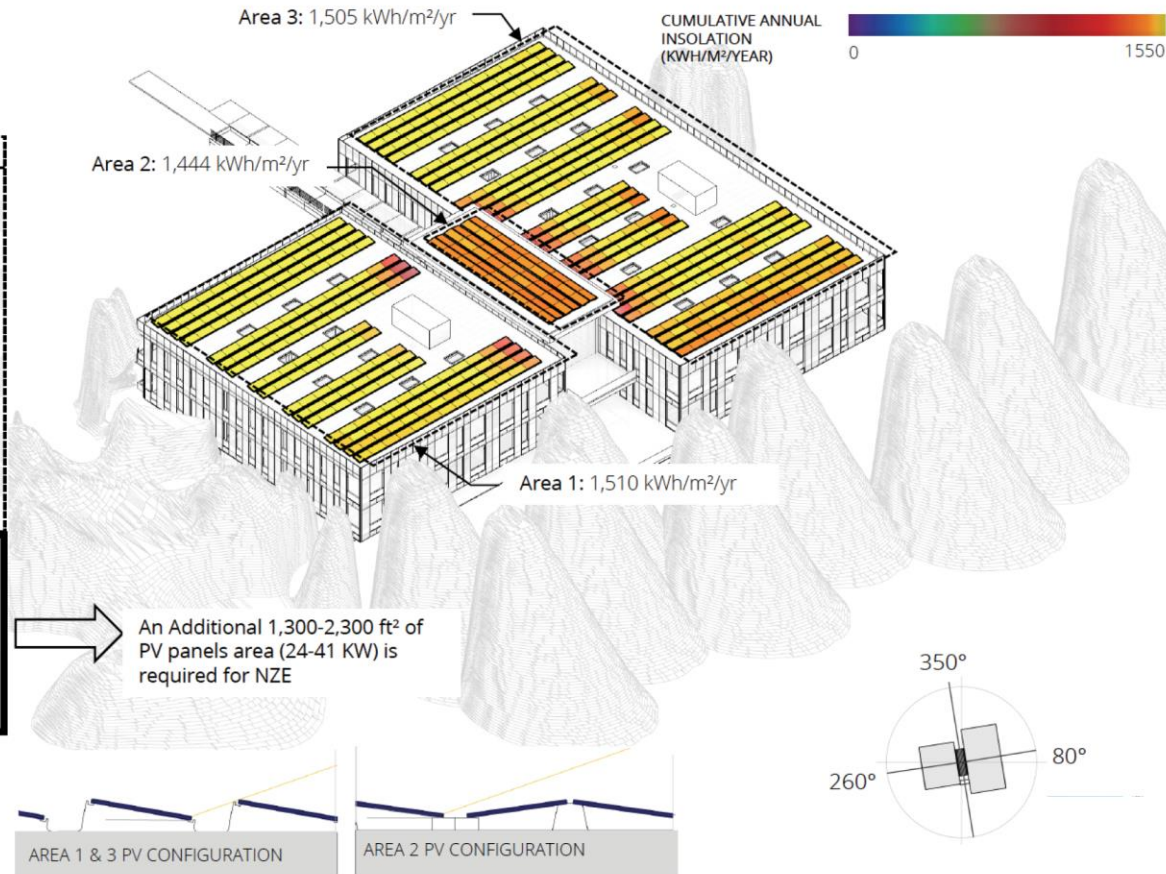 Area 3: 1,505 kWh/m²/yr
CUMULATIVE ANNUAL
INSOLATION
(KWH/M²/YEAR)
0
1550
Area 2: 1,444 kWh/m²/yr
Area 1: 1,510 kWh/m²/yr
An Additional 1,300-2,300 ft² of
PV panels area (24-41 KW) is
required for NZE
350°
80°
260°
AREA 1 & 3 PV CONFIGURATION
AREA 2 PV CONFIGURATION